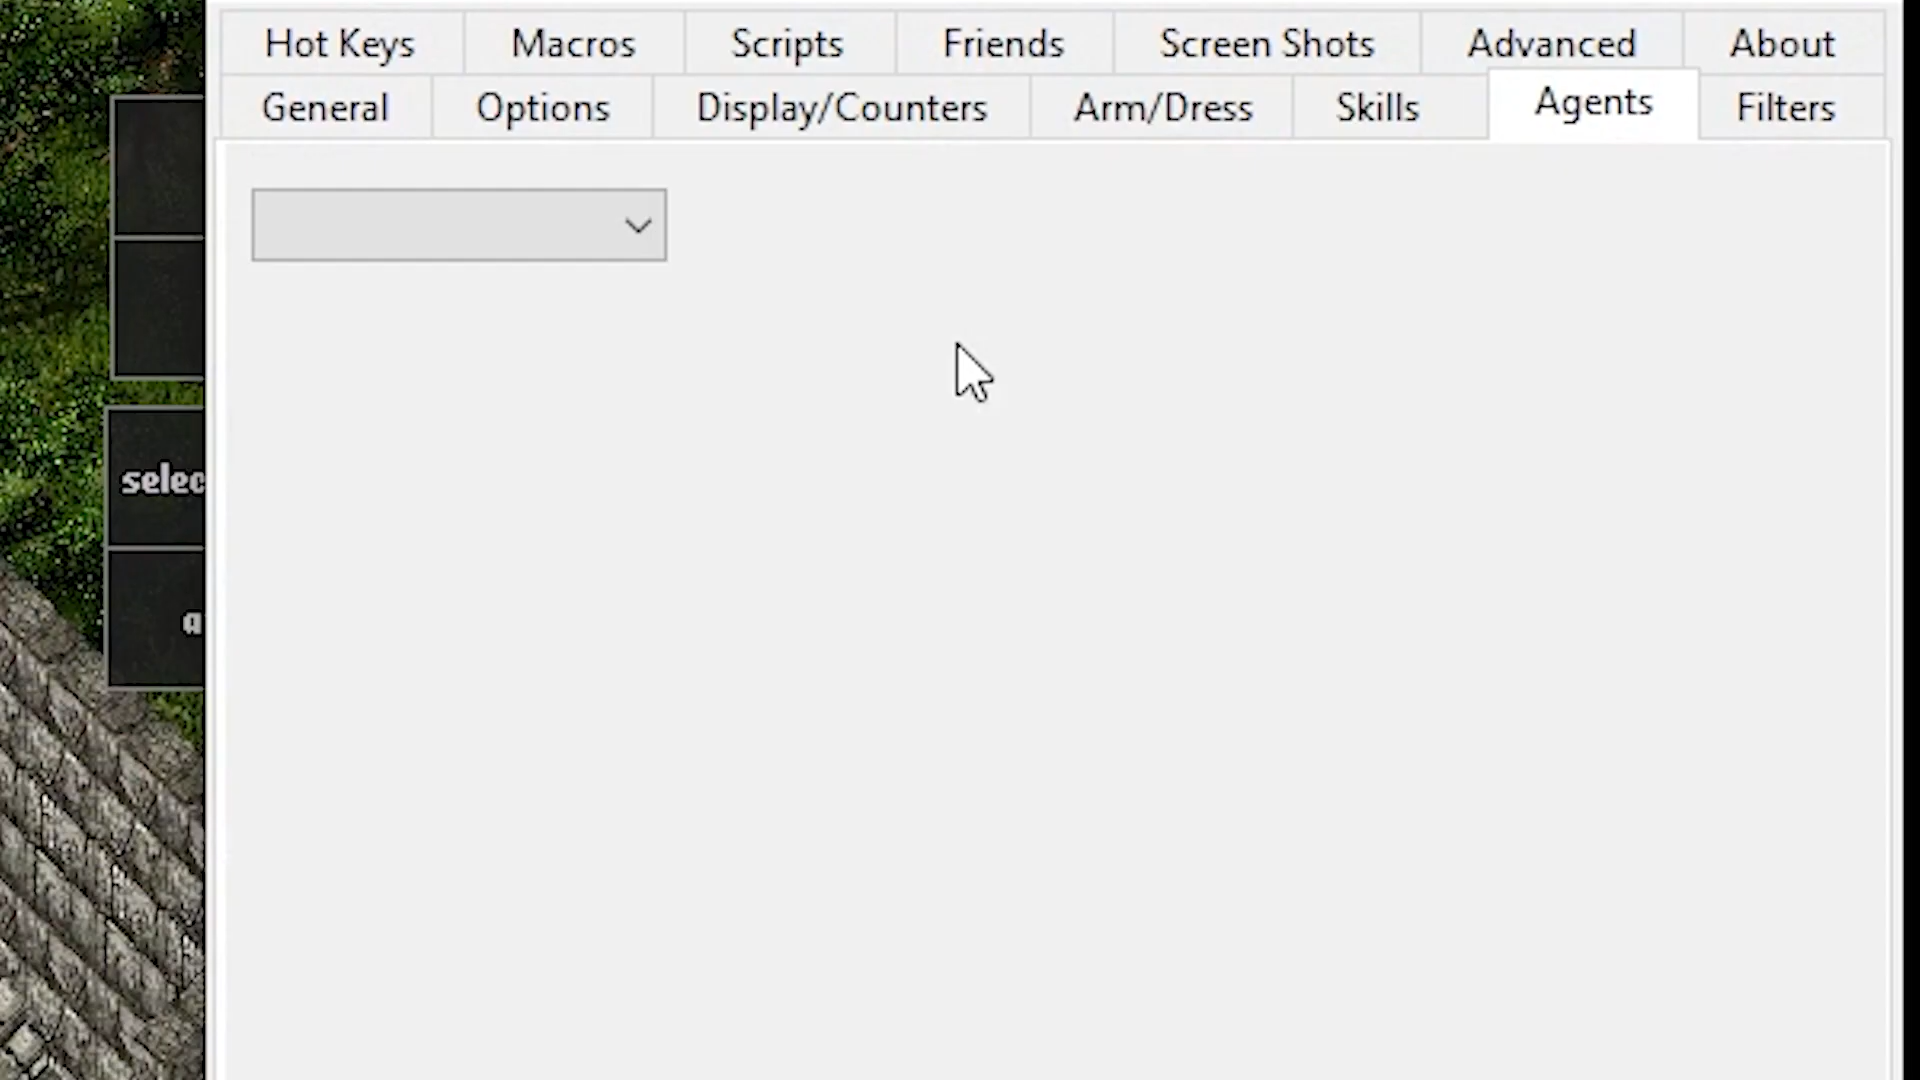 Hot Keys Macros Scripts Friends Screen Shots Advanced About
General Options Display/Counters Arm/Dress Skills Agents Filters
selec
a